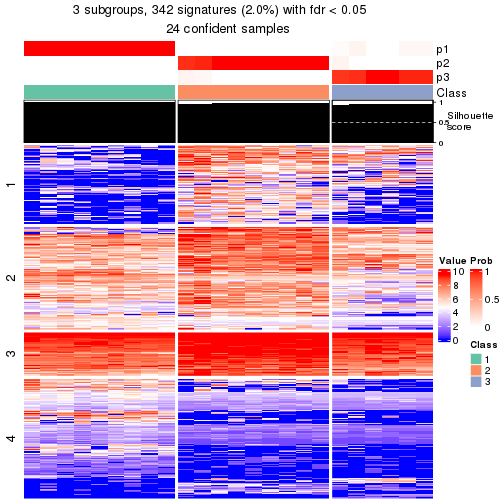 3 subgroups, 342 signatures (2.0%) with fdr < 0.05
24 confident samples
p1
p2
p3
Class
1
0.5
0
Silhouette
score
1
2
3
4
Value Prob
10 1
8
6 0.5
4
2
0 0
Class
1
2
3